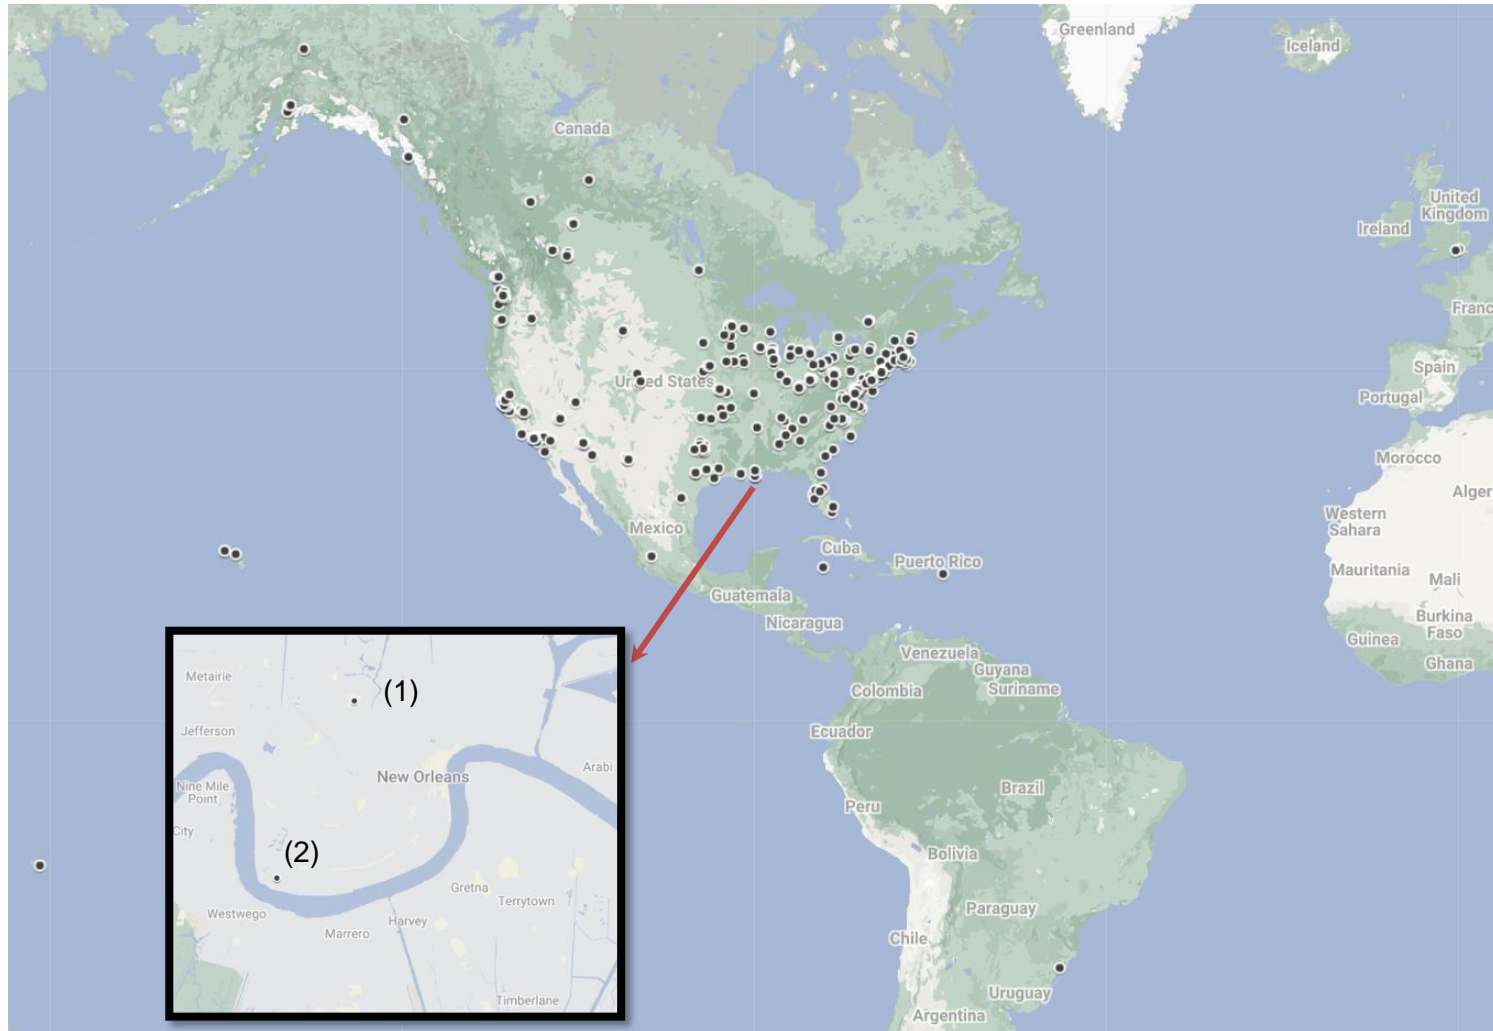 Greenland
Iceland
Canada
United
Kingdom
Ireland
Franc
Spain
Portugal
United States
Morocco
Alger
Western
Sahara
Mexico
Cuba
Puerto Rico
Mauritania
Mali
Guatemala
Burkina
Faso
Nicaragua
Guinea
Ghana
Venezuela
Guyana
Suriname
Colombia
Ecuador
Peru
Brazil
Bolivia
Paraguay
Chile
Uruguay
Argentina
Metairie
(1)
Jefferson
New Orleans
Arabi
Nine Mile
Point
City
(2)
Gretna
Terrytown
Westwego
Harvey
Marrero
Timberlane